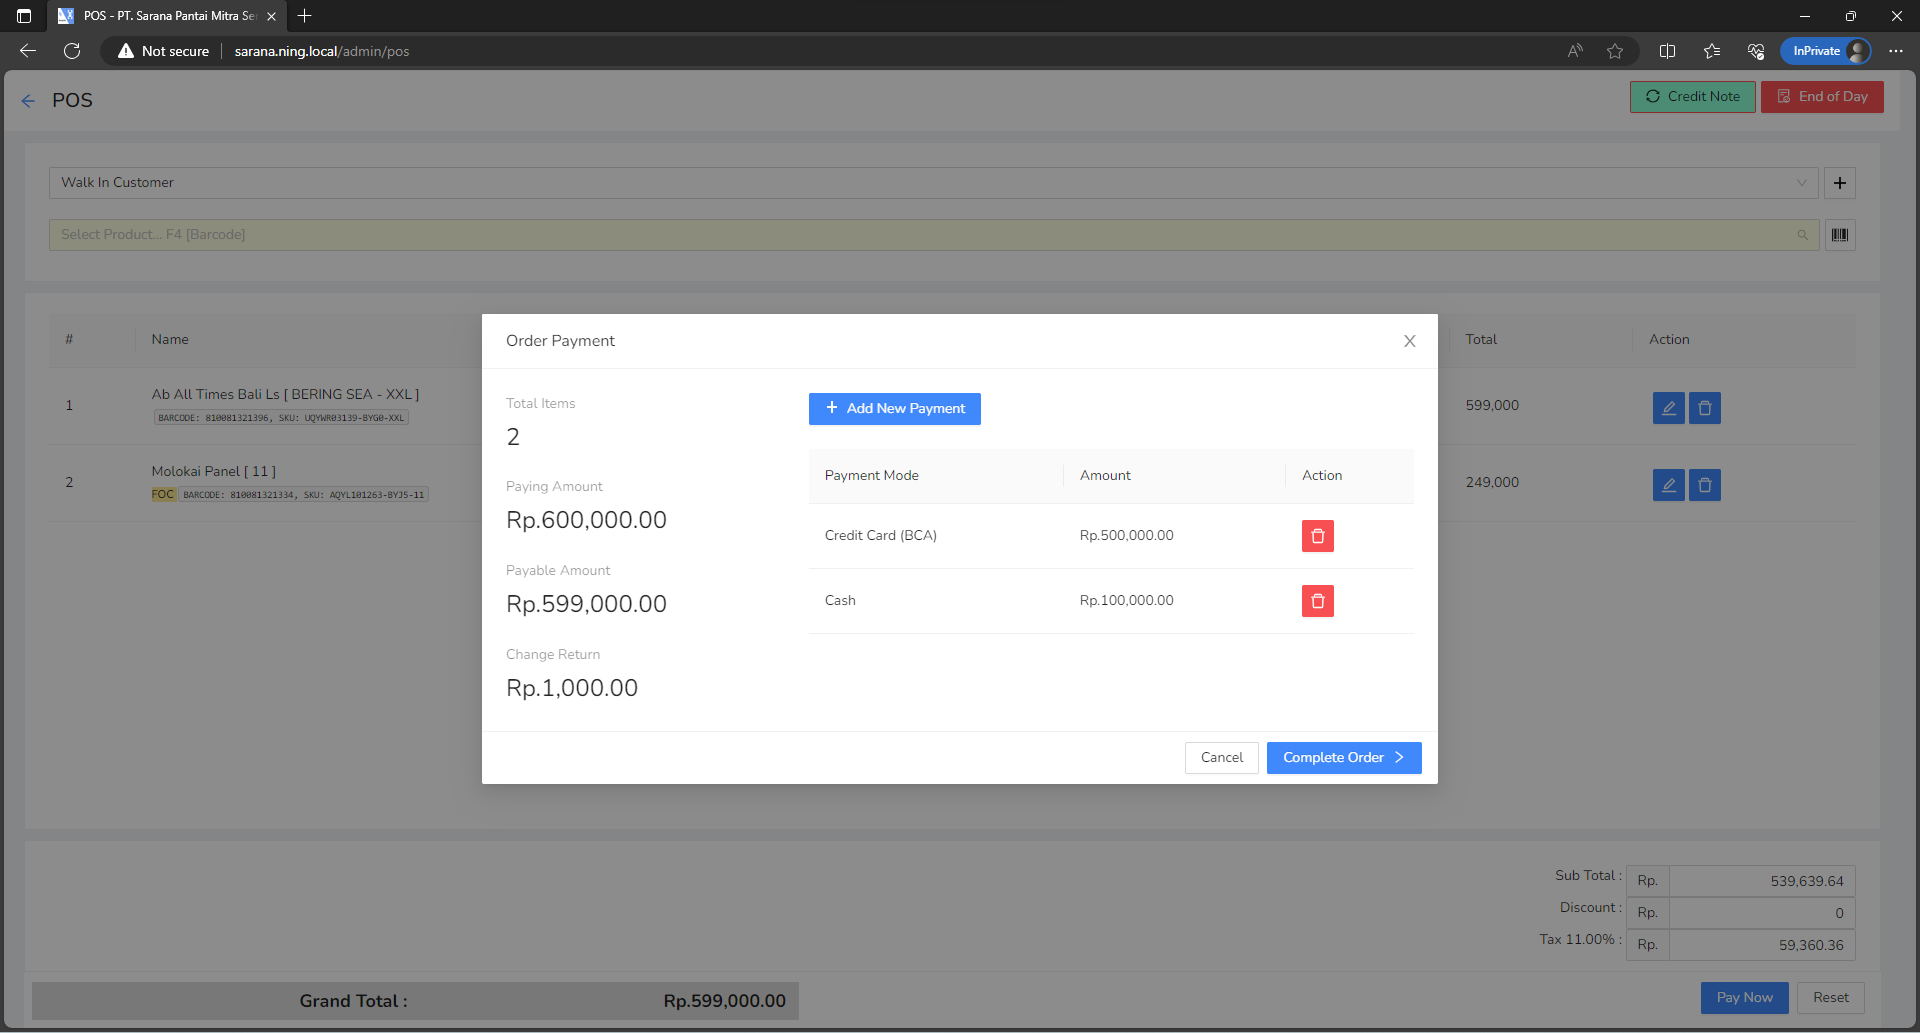 POS - PT. Sarana Pantai Mitra Se
Not secure
sarana.ning.local/admin/pos
InPrivate
POS
Credit Note
End of Day
Walk In Customer
Select Product... F4 [Barcode]
# Name Total Action
1
Ab All Times Bali Ls [ BERING SEA - XXL ]
BARCODE: 810081321396, SKU: UQYWR03139-BYG0-XXL
599,000
2
Molokai Panel [ 11 ]
FOC BARCODE: 810081321334, SKU: AQYL101263-BYJ5-11
249,000
Order Payment
Total Items
2
Paying Amount
Rp.600,000.00
Payable Amount
Rp.599,000.00
Change Return
Rp.1,000.00
+ Add New Payment
Payment Mode Amount Action
Credit Card (BCA) Rp.500,000.00
Cash Rp.100,000.00
Cancel
Complete Order
Sub Total : Rp. 539,639.64
Discount : Rp. 0
Tax 11.00% : Rp. 59,360.36
Grand Total : Rp.599,000.00
Pay Now
Reset